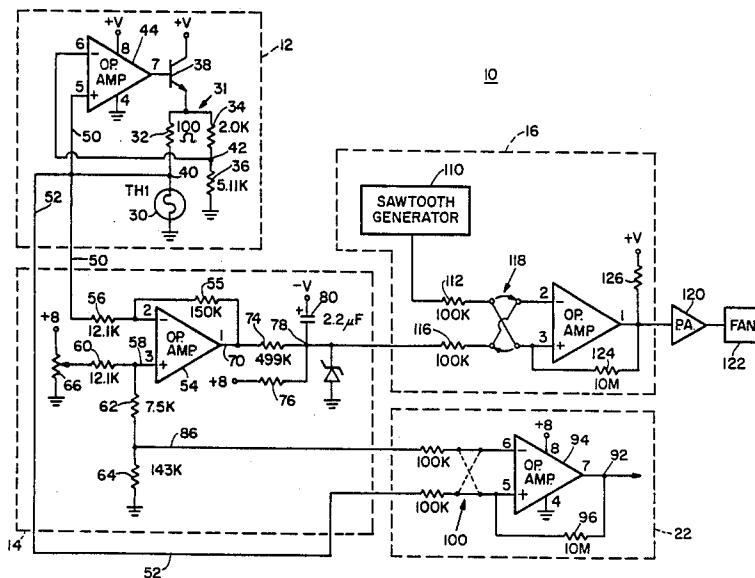 +V +V
44 12
6 8
OP. AMP 7 38
5 4 31
50 32 100 Ω 34 2.0K
42
36
40 5.11K
52 TH1
30
10
16
110
SAWTOOTH GENERATOR
+V
126
118
112 100K
2
OP. AMP 1
3
116 100K
124 10M
120 P.A. FAN 122
50
55 150K
-V
80
+ 2.2μF
56 12.1K 2
74 78
+8 60 58
OP. AMP 1
12.1K 3 70 499K
66 54
+8 76
62 7.5K
86
64 143K
14
52
100K 6 +8 94
8 92
OP. AMP. 7
5 4
100K
100 96 10M
22